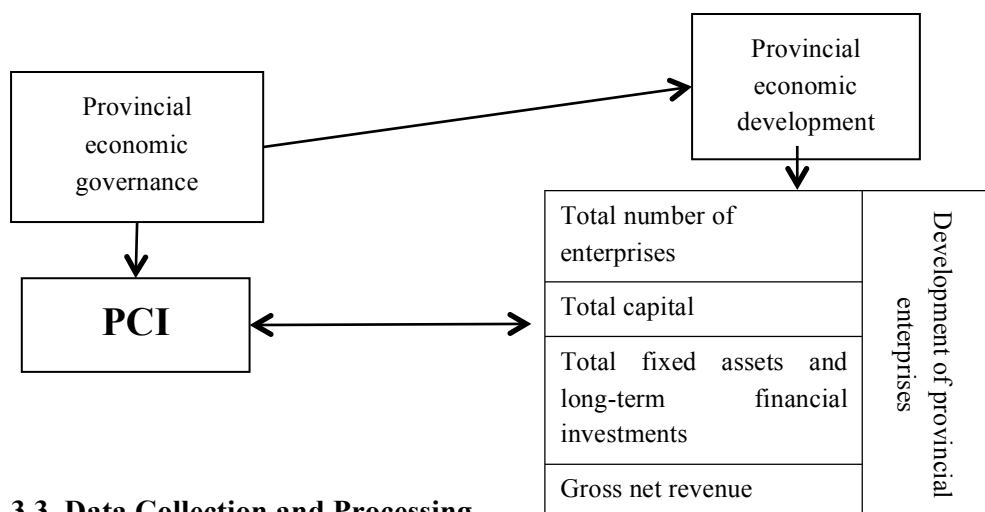 Provincial
economic
governance
Provincial
economic
development
PCI
Total number of
enterprises
Total capital
Total fixed assets and
long-term financial
investments
Gross net revenue
Development of provincial
enterprises
3.3. Data Collection and Processing